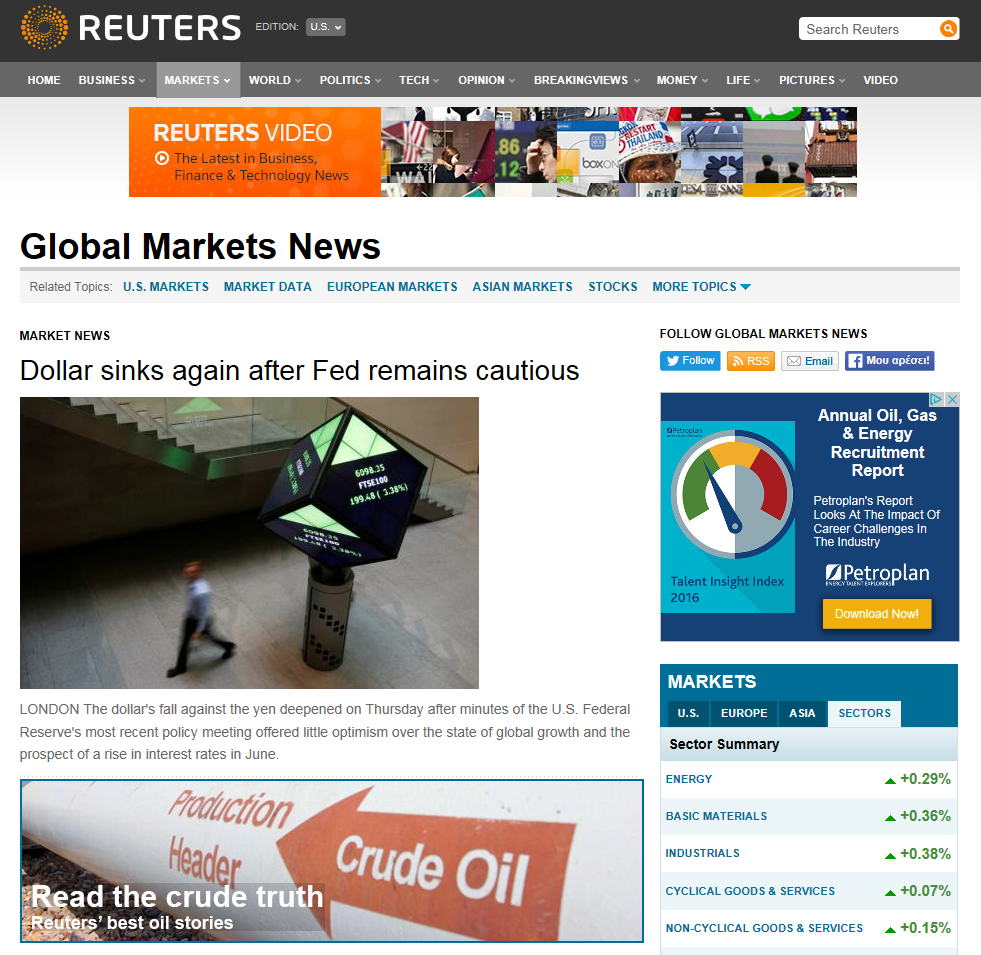 REUTERS
EDITION: U.S.
Search Reuters
HOME BUSINESS MARKETS WORLD POLITICS TECH OPINION BREAKINGVIEWS MONEY LIFE PICTURES VIDEO
REUTERS VIDEO
The Latest in Business,
Finance & Technology News
Global Markets News
Related Topics: U.S. MARKETS MARKET DATA EUROPEAN MARKETS ASIAN MARKETS STOCKS MORE TOPICS
MARKET NEWS
Dollar sinks again after Fed remains cautious
6098.35
FTSE100
199.48 ( 3.38%)
LONDON The dollar's fall against the yen deepened on Thursday after minutes of the U.S. Federal
Reserve's most recent policy meeting offered little optimism over the state of global growth and the
prospect of a rise in interest rates in June.
Production
Header
Crude Oil
Read the crude truth
Reuters' best oil stories
FOLLOW GLOBAL MARKETS NEWS
Follow RSS Email Μου αρέσει!
Petroplan
Talent Insight Index
2016
Annual Oil, Gas
& Energy
Recruitment
Report
Petroplan's Report
Looks At The Impact Of
Career Challenges In
The Industry
Petroplan
ENERGY TALENT EXPLORERS
Download Now!
MARKETS
U.S. EUROPE ASIA SECTORS
Sector Summary
ENERGY +0.29%
BASIC MATERIALS +0.36%
INDUSTRIALS +0.38%
CYCLICAL GOODS & SERVICES +0.07%
NON-CYCLICAL GOODS & SERVICES +0.15%